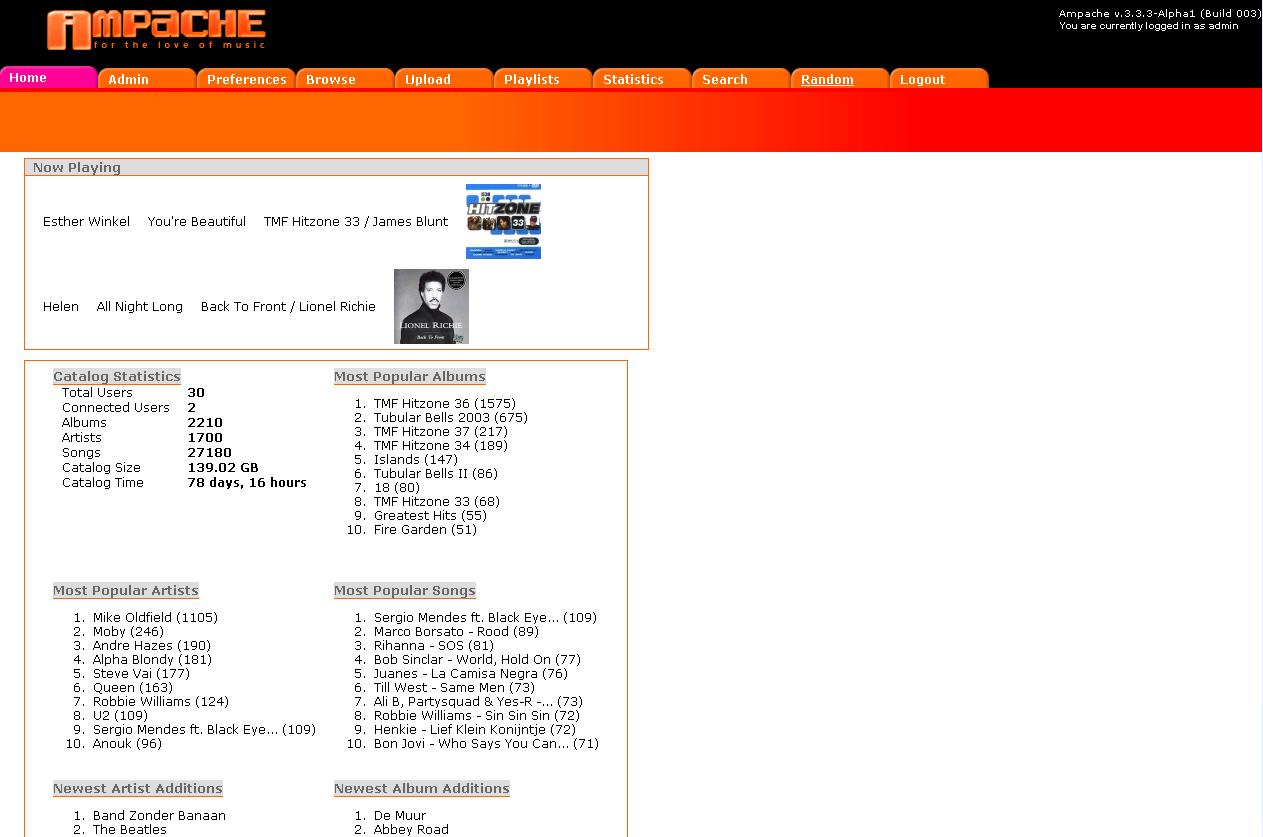 AMPACHE
for the love of music
Ampache v.3.3.3-Alpha1 (Build 003)
You are currently logged in as admin
Home Admin Preferences Browse Upload Playlists Statistics Search Random Logout
Now Playing
Esther Winkel You're Beautiful TMF Hitzone 33 / James Blunt
HITZONE
33
Helen All Night Long Back To Front / Lionel Richie
LIONEL RICHIE
Back To Front
Catalog Statistics
Total Users 30
Connected Users 2
Albums 2210
Artists 1700
Songs 27180
Catalog Size 139.02 GB
Catalog Time 78 days, 16 hours
Most Popular Albums
1. TMF Hitzone 36 (1575)
2. Tubular Bells 2003 (675)
3. TMF Hitzone 37 (217)
4. TMF Hitzone 34 (189)
5. Islands (147)
6. Tubular Bells II (86)
7. 18 (80)
8. TMF Hitzone 33 (68)
9. Greatest Hits (55)
10. Fire Garden (51)
Most Popular Artists
1. Mike Oldfield (1105)
2. Moby (246)
3. Andre Hazes (190)
4. Alpha Blondy (181)
5. Steve Vai (177)
6. Queen (163)
7. Robbie Williams (124)
8. U2 (109)
9. Sergio Mendes ft. Black Eye... (109)
10. Anouk (96)
Most Popular Songs
1. Sergio Mendes ft. Black Eye... (109)
2. Marco Borsato - Rood (89)
3. Rihanna - SOS (81)
4. Bob Sinclar - World, Hold On (77)
5. Juanes - La Camisa Negra (76)
6. Till West - Same Men (73)
7. Ali B, Partysquad & Yes-R -... (73)
8. Robbie Williams - Sin Sin Sin (72)
9. Henkie - Lief Klein Konijntje (72)
10. Bon Jovi - Who Says You Can... (71)
Newest Artist Additions
1. Band Zonder Banaan
2. The Beatles
Newest Album Additions
1. De Muur
2. Abbey Road